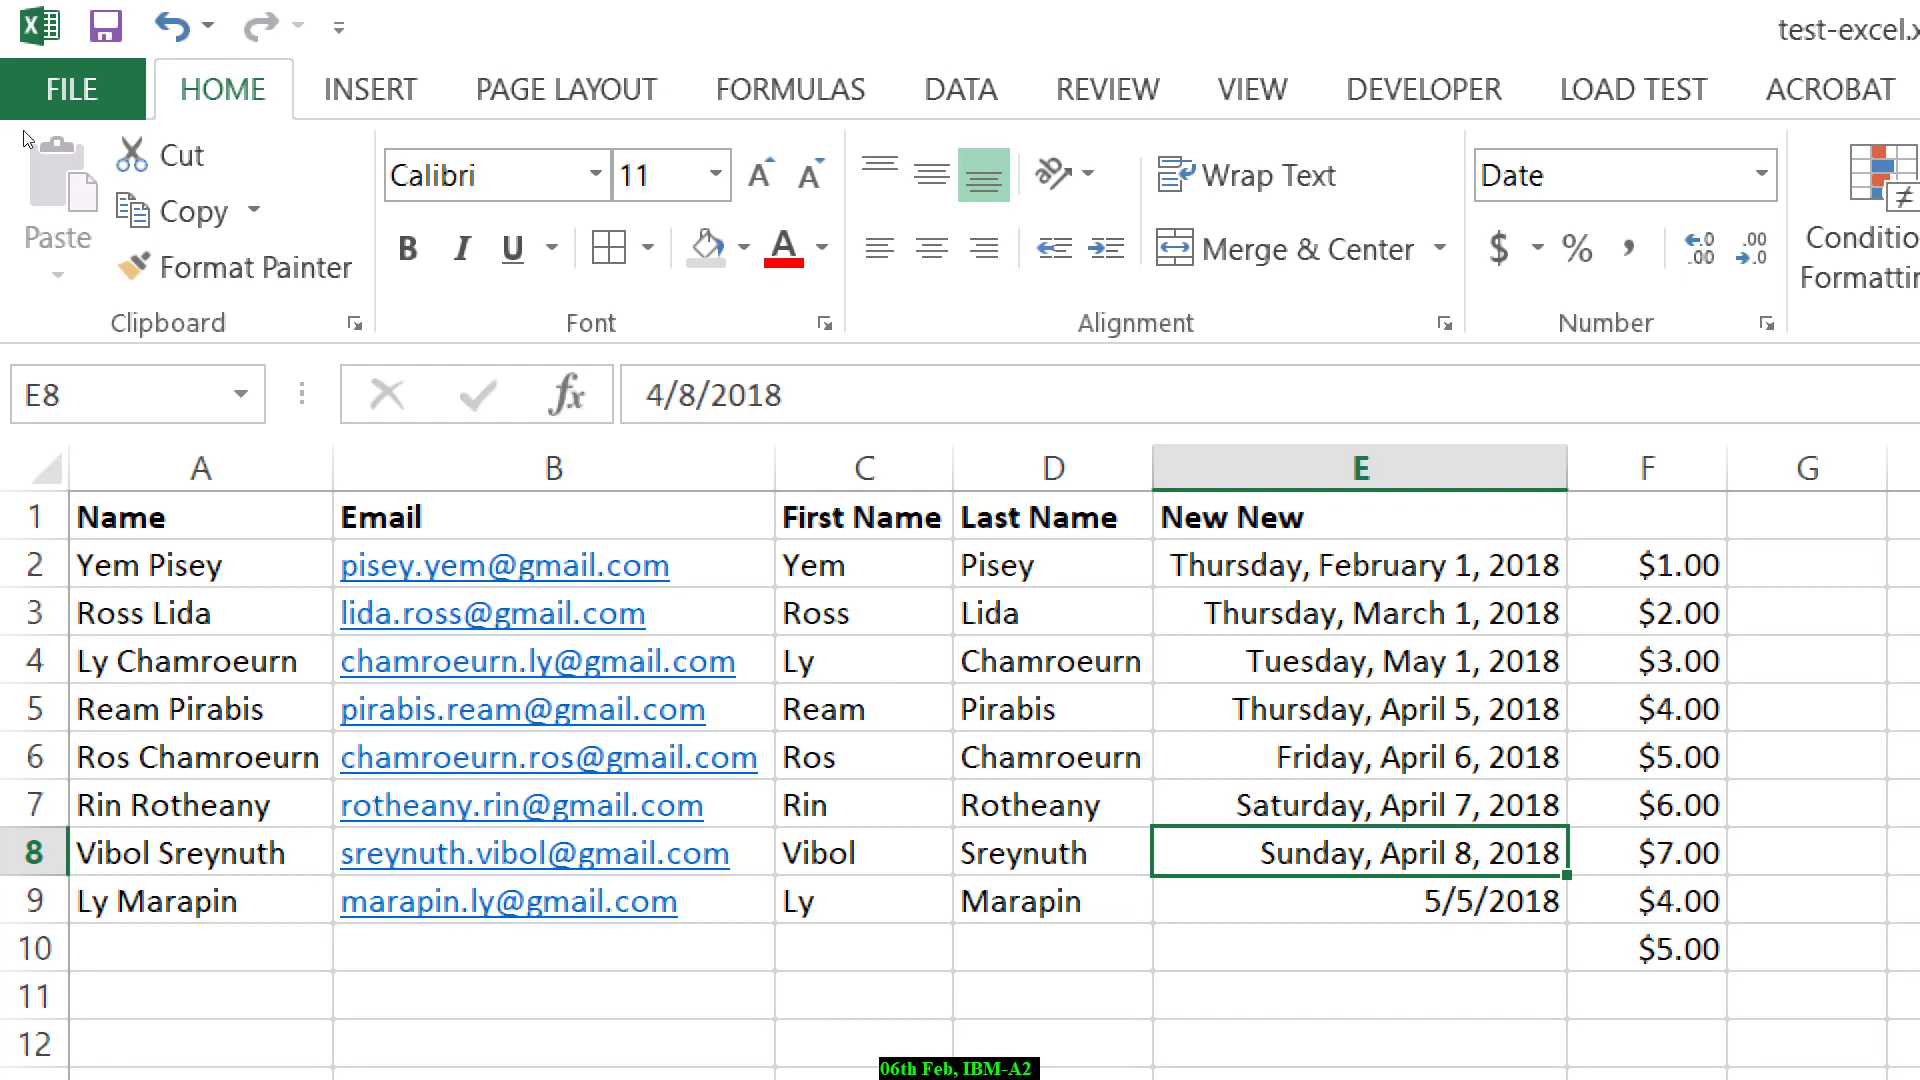 test-excel.x
FILE HOME INSERT PAGE LAYOUT FORMULAS DATA REVIEW VIEW DEVELOPER LOAD TEST ACROBAT
Paste
Cut
Copy
Format Painter
Clipboard
Calibri 11
A A
B I U A
Font
Wrap Text
Merge & Center
Alignment
Date
$ % , .0 .00 .00 .0
Number
Conditio
Formattin
E8 fx 4/8/2018
A B C D E F G
1 Name Email First Name Last Name New New
2 Yem Pisey pisey.yem@gmail.com Yem Pisey Thursday, February 1, 2018 $1.00
3 Ross Lida lida.ross@gmail.com Ross Lida Thursday, March 1, 2018 $2.00
4 Ly Chamroeurn chamroeurn.ly@gmail.com Ly Chamroeurn Tuesday, May 1, 2018 $3.00
5 Ream Pirabis pirabis.ream@gmail.com Ream Pirabis Thursday, April 5, 2018 $4.00
6 Ros Chamroeurn chamroeurn.ros@gmail.com Ros Chamroeurn Friday, April 6, 2018 $5.00
7 Rin Rotheany rotheany.rin@gmail.com Rin Rotheany Saturday, April 7, 2018 $6.00
8 Vibol Sreynuth sreynuth.vibol@gmail.com Vibol Sreynuth Sunday, April 8, 2018 $7.00
9 Ly Marapin marapin.ly@gmail.com Ly Marapin 5/5/2018 $4.00
10 $5.00
11
12
06th Feb, IBM-A2